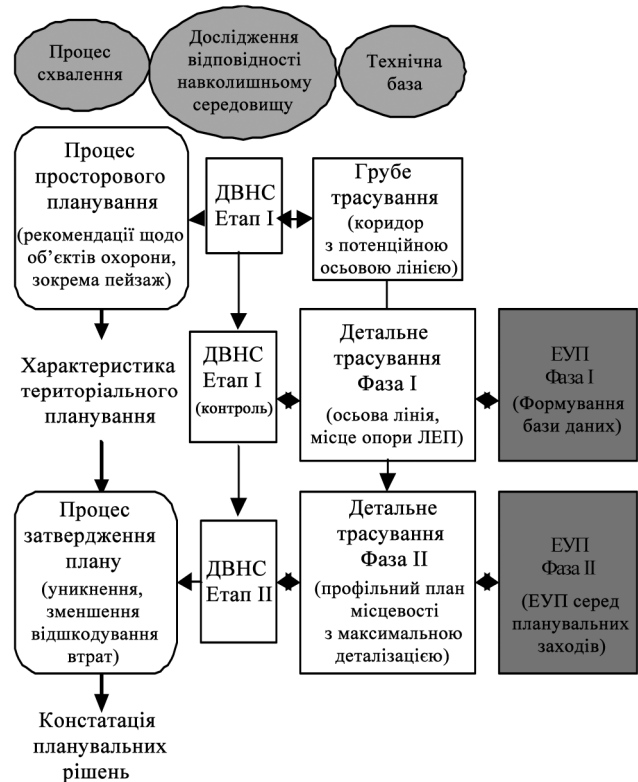 Процес
схвалення
Дослідження
відповідності
навколишньому
середовищу
Технічна
база
Процес
просторового
планування
(рекомендації щодо
об’єктів охорони,
зокрема пейзаж)
ДВНС
Етап I
Грубе
трасування
(коридор
з потенційною
осьовою лінією)
Характеристика
територіального
планування
ДВНС
Етап I
(контроль)
Детальне
трасування
Фаза I
(осьова лінія,
місце опори ЛЕП)
ЕУП
Фаза I
(Формування
бази даних)
Процес
затвердження
плану
(уникнення,
зменшення
відшкодування
втрат)
ДВНС
Етап II
Детальне
трасування
Фаза II
(профільний план
місцевості
з максимальною
деталізацією)
ЕУП
Фаза II
(ЕУП серед
планувальних
заходів)
Констатація
планувальних
рішень